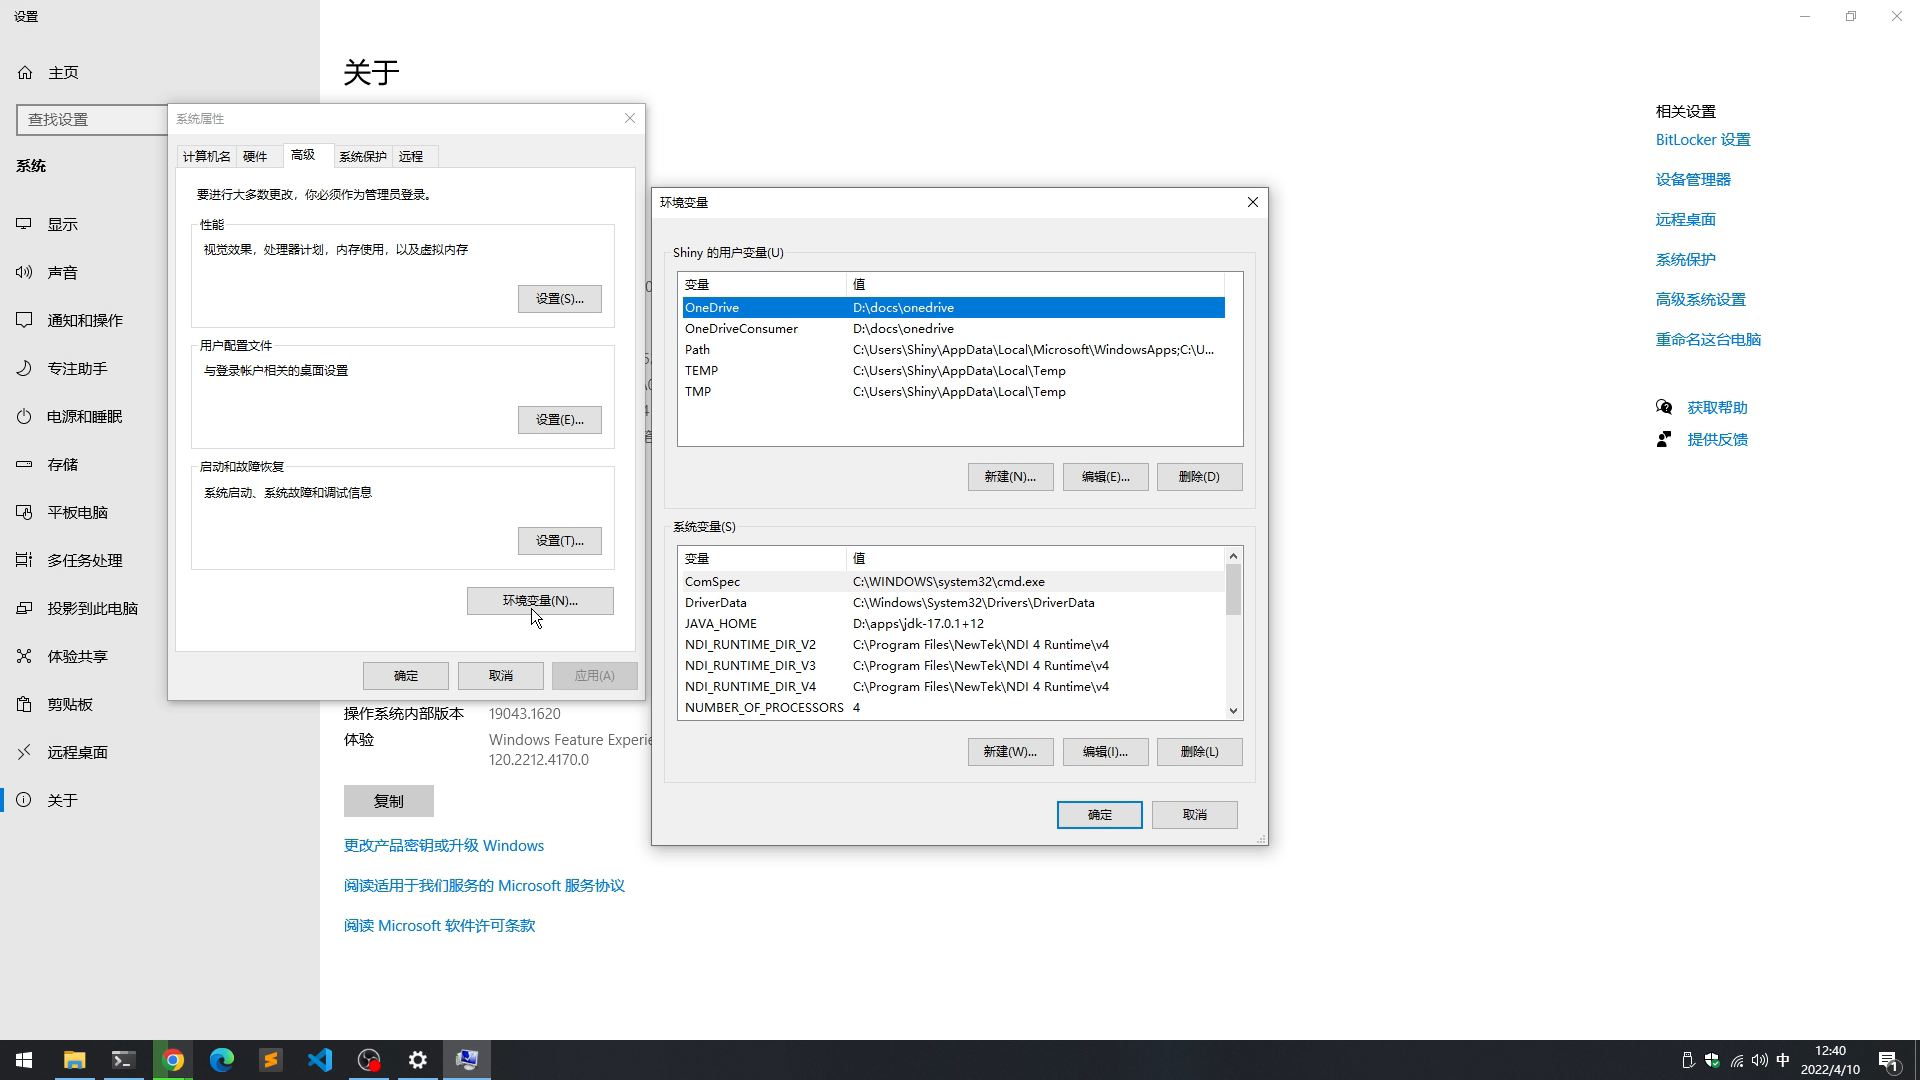 设置
主页
查找设置
系统
显示
声音
通知和操作
专注助手
电源和睡眠
存储
平板电脑
多任务处理
投影到此电脑
体验共享
剪贴板
远程桌面
关于
关于
系统属性
计算机名 硬件 高级 系统保护 远程
要进行大多数更改，你必须作为管理员登录。
性能
视觉效果，处理器计划，内存使用，以及虚拟内存
设置(S)...
用户配置文件
与登录帐户相关的桌面设置
设置(E)...
启动和故障恢复
系统启动、系统故障和调试信息
设置(T)...
环境变量(N)...
确定 取消 应用(A)
操作系统内部版本 19043.1620
体验 Windows Feature Experie
120.2212.4170.0
复制
更改产品密钥或升级 Windows
阅读适用于我们服务的 Microsoft 服务协议
阅读 Microsoft 软件许可条款
环境变量
Shiny 的用户变量(U)
变量 值
OneDrive D:\docs\onedrive
OneDriveConsumer D:\docs\onedrive
Path C:\Users\Shiny\AppData\Local\Microsoft\WindowsApps;C:\U...
TEMP C:\Users\Shiny\AppData\Local\Temp
TMP C:\Users\Shiny\AppData\Local\Temp
新建(N)... 编辑(E)... 删除(D)
系统变量(S)
变量 值
ComSpec C:\WINDOWS\system32\cmd.exe
DriverData C:\Windows\System32\Drivers\DriverData
JAVA_HOME D:\apps\jdk-17.0.1+12
NDI_RUNTIME_DIR_V2 C:\Program Files\NewTek\NDI 4 Runtime\v4
NDI_RUNTIME_DIR_V3 C:\Program Files\NewTek\NDI 4 Runtime\v4
NDI_RUNTIME_DIR_V4 C:\Program Files\NewTek\NDI 4 Runtime\v4
NUMBER_OF_PROCESSORS 4
新建(W)... 编辑(I)... 删除(L)
确定 取消
相关设置
BitLocker 设置
设备管理器
远程桌面
系统保护
高级系统设置
重命名这台电脑
获取帮助
提供反馈
中
12:40
2022/4/10
1